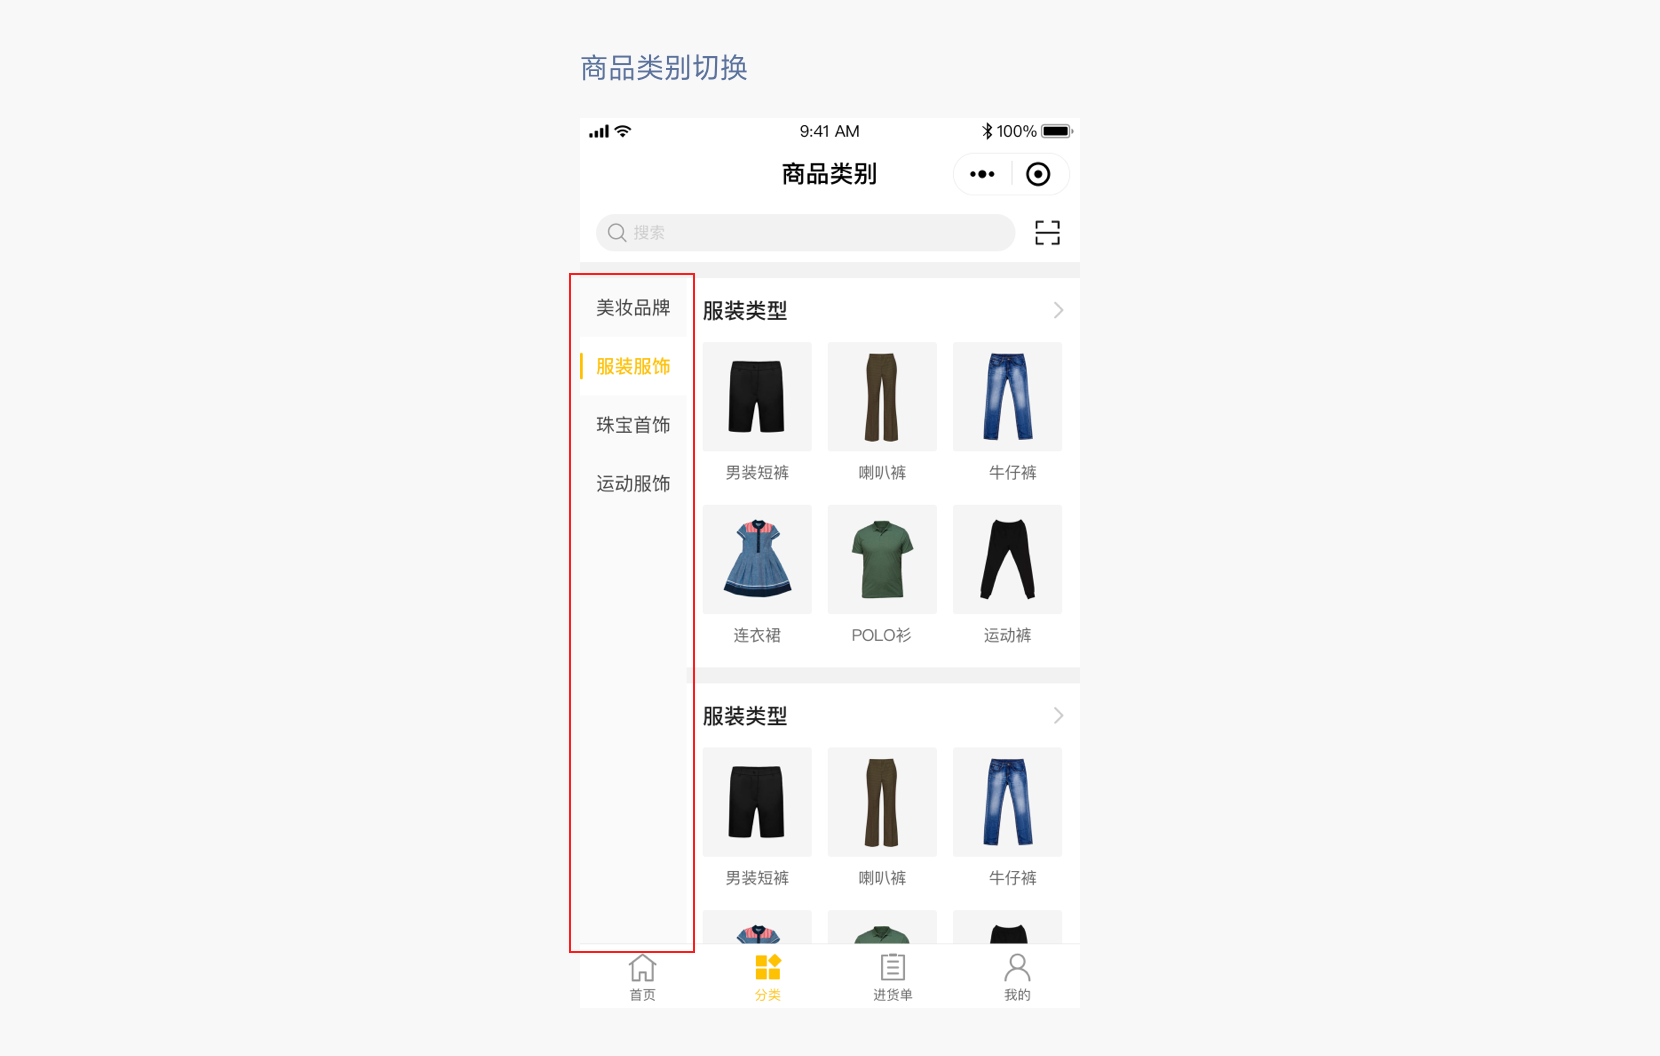 商品类别切换
9:41 AM
100%
商品类别
搜索
美妆品牌
服装服饰
珠宝首饰
运动服饰
服装类型
男装短裤
喇叭裤
牛仔裤
连衣裙
POLO衫
运动裤
服装类型
男装短裤
喇叭裤
牛仔裤
首页
分类
进货单
我的